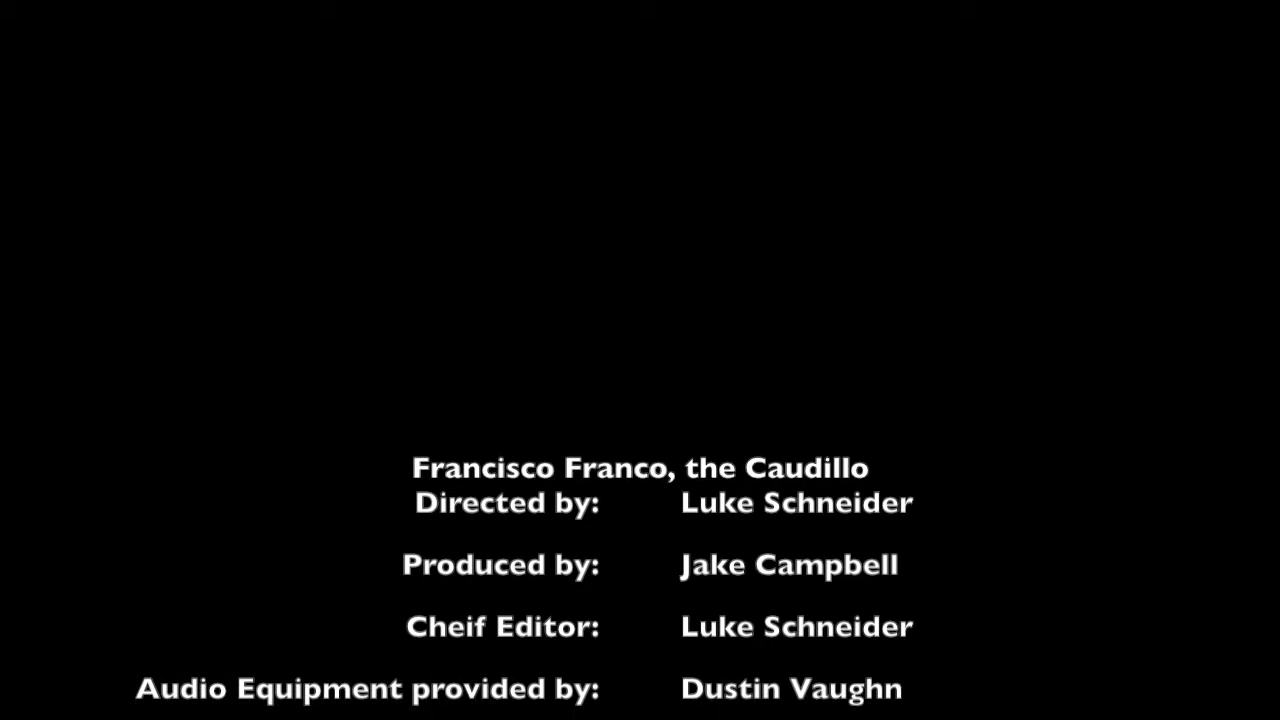 Francisco Franco, the Caudillo
Directed by: Luke Schneider
Produced by: Jake Campbell
Cheif Editor: Luke Schneider
Audio Equipment provided by: Dustin Vaughn